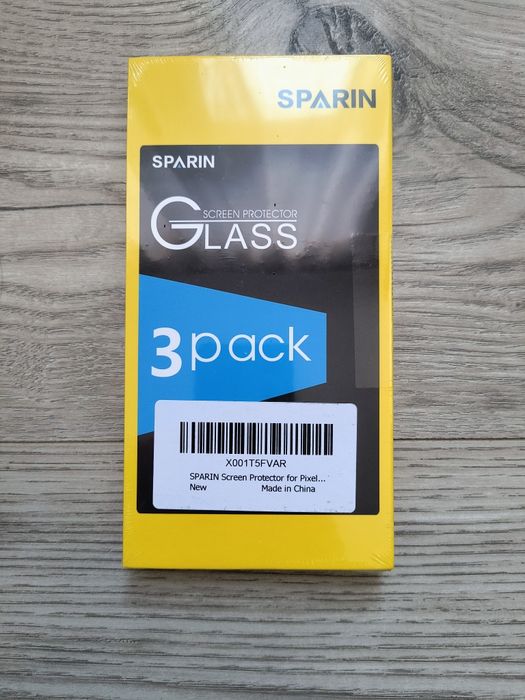 SPARIN
SPARIN
SCREEN PROTECTOR
GLASS
3 pack
X001T5FVAR
SPARIN Screen Protector for Pixel...
New Made in China